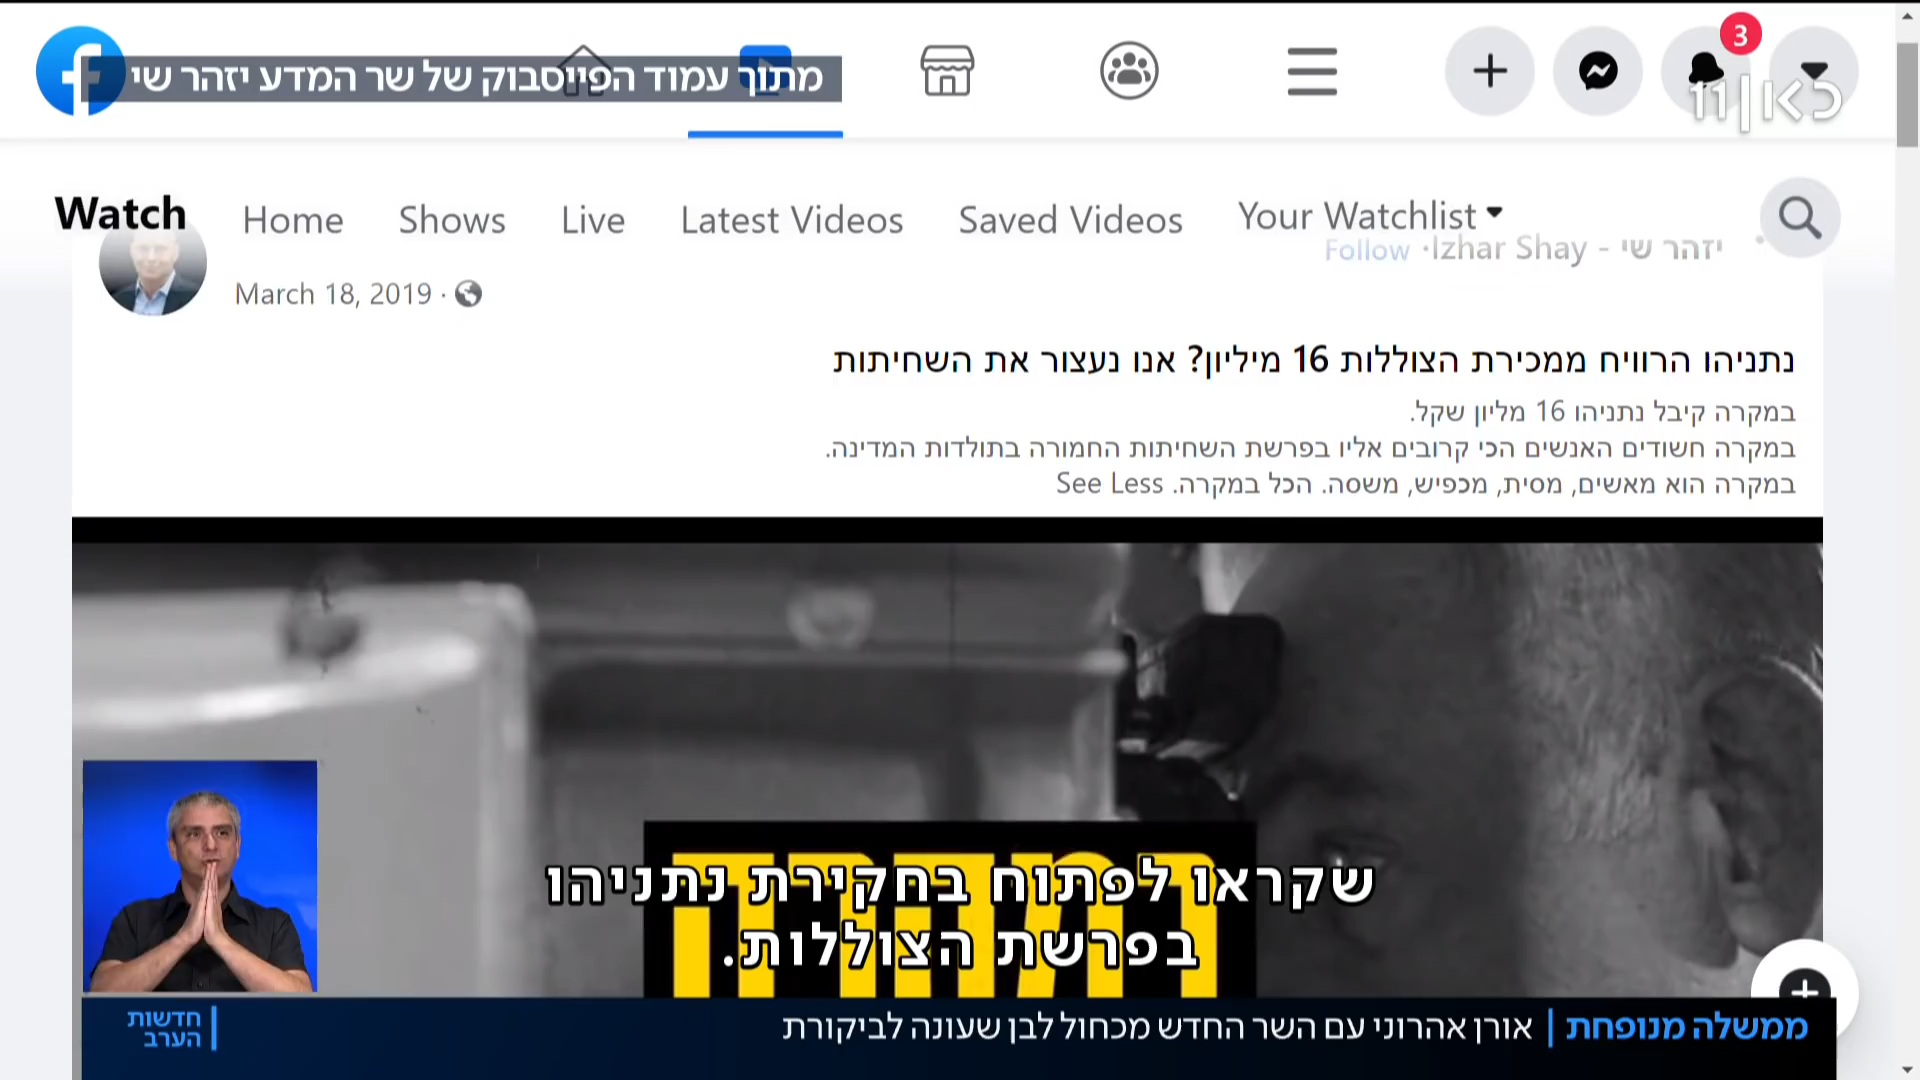 מתוך עמוד הפייסבוק של שר המדע יזהר שי
3
כאן 11
Watch
Home
Shows
Live
Latest Videos
Saved Videos
Your Watchlist
יזהר שי - Izhar Shay· Follow
March 18, 2019 ·
נתניהו הרוויח ממכירת הצוללות 16 מיליון? אנו נעצור את השחיתות
במקרה קיבל נתניהו 16 מליון שקל.
במקרה חשודים האנשים הכי קרובים אליו בפרשת השחיתות החמורה בתולדות המדינה.
במקרה הוא מאשים, מסית, מכפיש, משסה. הכל במקרה. See Less
שקראו לפתוח בחקירת נתניהו
בפרשת הצוללות.
ממשלה מנופחת | אורן אהרוני עם השר החדש מכחול לבן שעונה לביקורת
חדשות
הערב